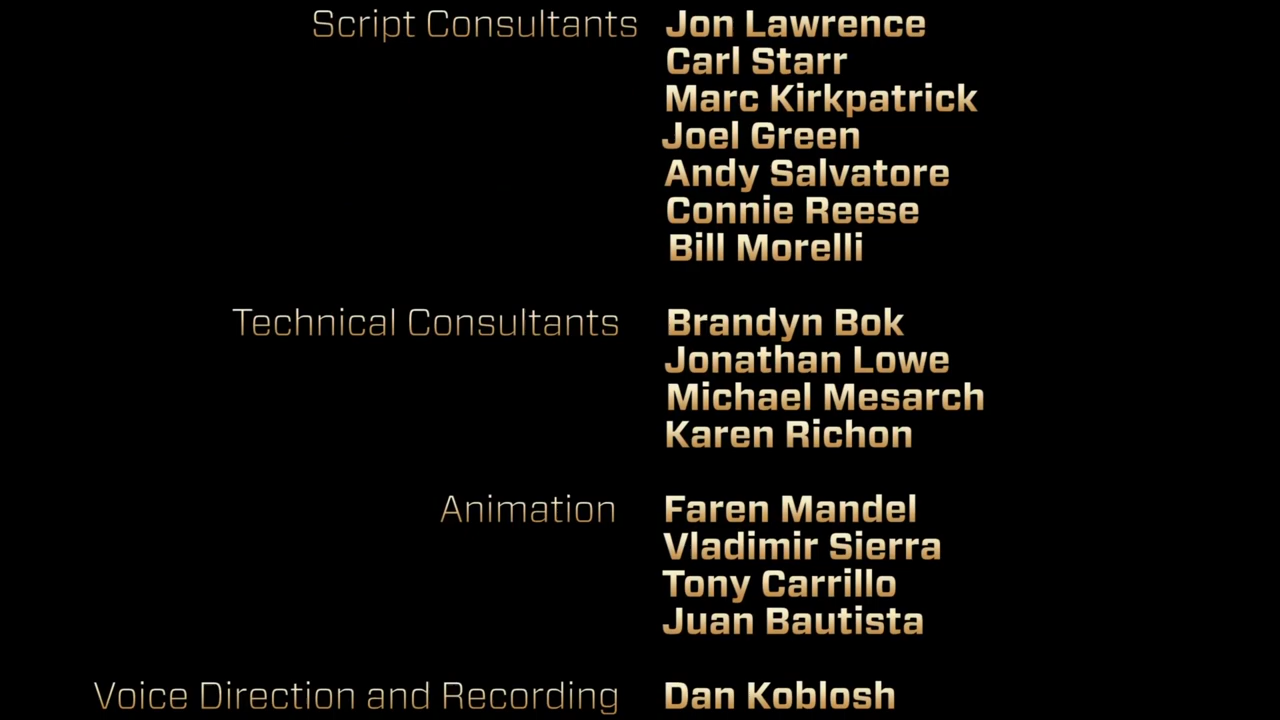 Script Consultants Jon Lawrence
Carl Starr
Marc Kirkpatrick
Joel Green
Andy Salvatore
Connie Reese
Bill Morelli
Technical Consultants Brandyn Bok
Jonathan Lowe
Michael Mesarch
Karen Richon
Animation Faren Mandel
Vladimir Sierra
Tony Carrillo
Juan Bautista
Voice Direction and Recording Dan Koblosh